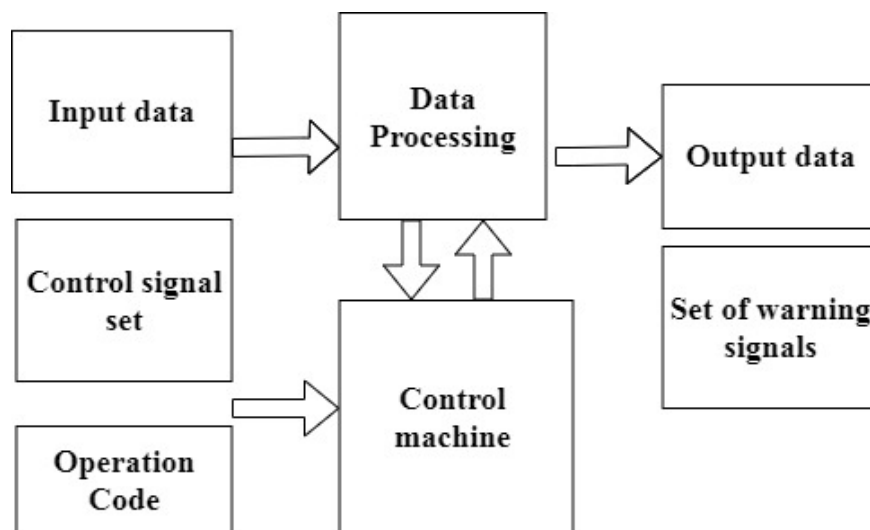 Input data
Data
Processing
Output data
Control signal
set
Set of warning
signals
Control
machine
Operation
Code